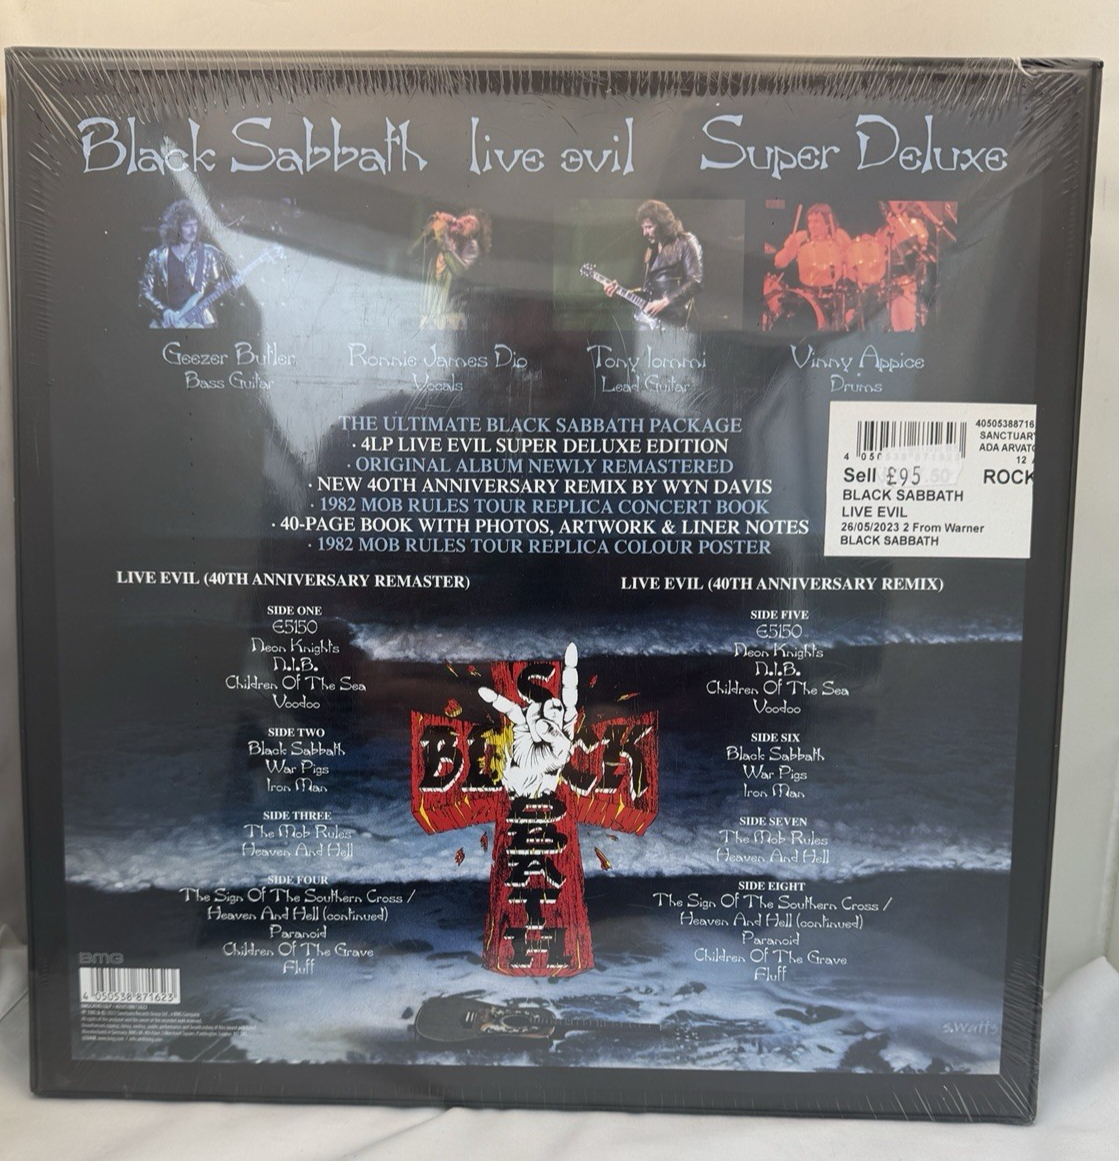 Black Sabbath live evil Super Deluxe
Geezer Butler
Bass Guitar
Ronnie James Dio
Vocals
Tony Iommi
Lead Guitar
Vinny Appice
Drums
THE ULTIMATE BLACK SABBATH PACKAGE
· 4LP LIVE EVIL SUPER DELUXE EDITION
· ORIGINAL ALBUM NEWLY REMASTERED
· NEW 40TH ANNIVERSARY REMIX BY WYN DAVIS
· 1982 MOB RULES TOUR REPLICA CONCERT BOOK
· 40-PAGE BOOK WITH PHOTOS, ARTWORK & LINER NOTES
· 1982 MOB RULES TOUR REPLICA COLOUR POSTER
40505388716
SANCTUAR
ADA ARVATO
12
Sell £95
ROCK
BLACK SABBATH
LIVE EVIL
26/05/2023 2 From Warner
BLACK SABBATH
LIVE EVIL (40TH ANNIVERSARY REMASTER)
SIDE ONE
E5150
Neon Knights
N.I.B.
Children Of The Sea
Voodoo
SIDE TWO
Black Sabbath
War Pigs
Iron Man
SIDE THREE
The Mob Rules
Heaven And Hell
SIDE FOUR
The Sign Of The Southern Cross /
Heaven And Hell (continued)
Paranoid
Children Of The Grave
Fluff
LIVE EVIL (40TH ANNIVERSARY REMIX)
SIDE FIVE
E5150
Neon Knights
N.I.B.
Children Of The Sea
Voodoo
SIDE SIX
Black Sabbath
War Pigs
Iron Man
SIDE SEVEN
The Mob Rules
Heaven And Hell
SIDE EIGHT
The Sign Of The Southern Cross /
Heaven And Hell (continued)
Paranoid
Children Of The Grave
Fluff
BLACK
DEATH
BMG
4 050538 871623
S.Watts